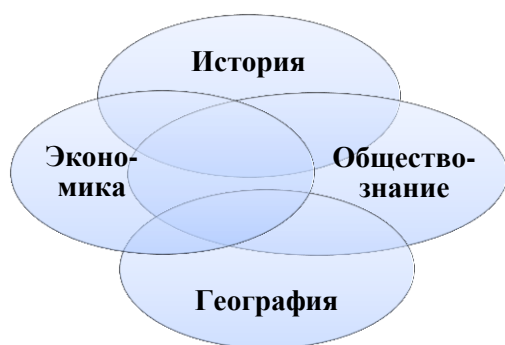 История
Эконо-
мика
Общество-
знание
География